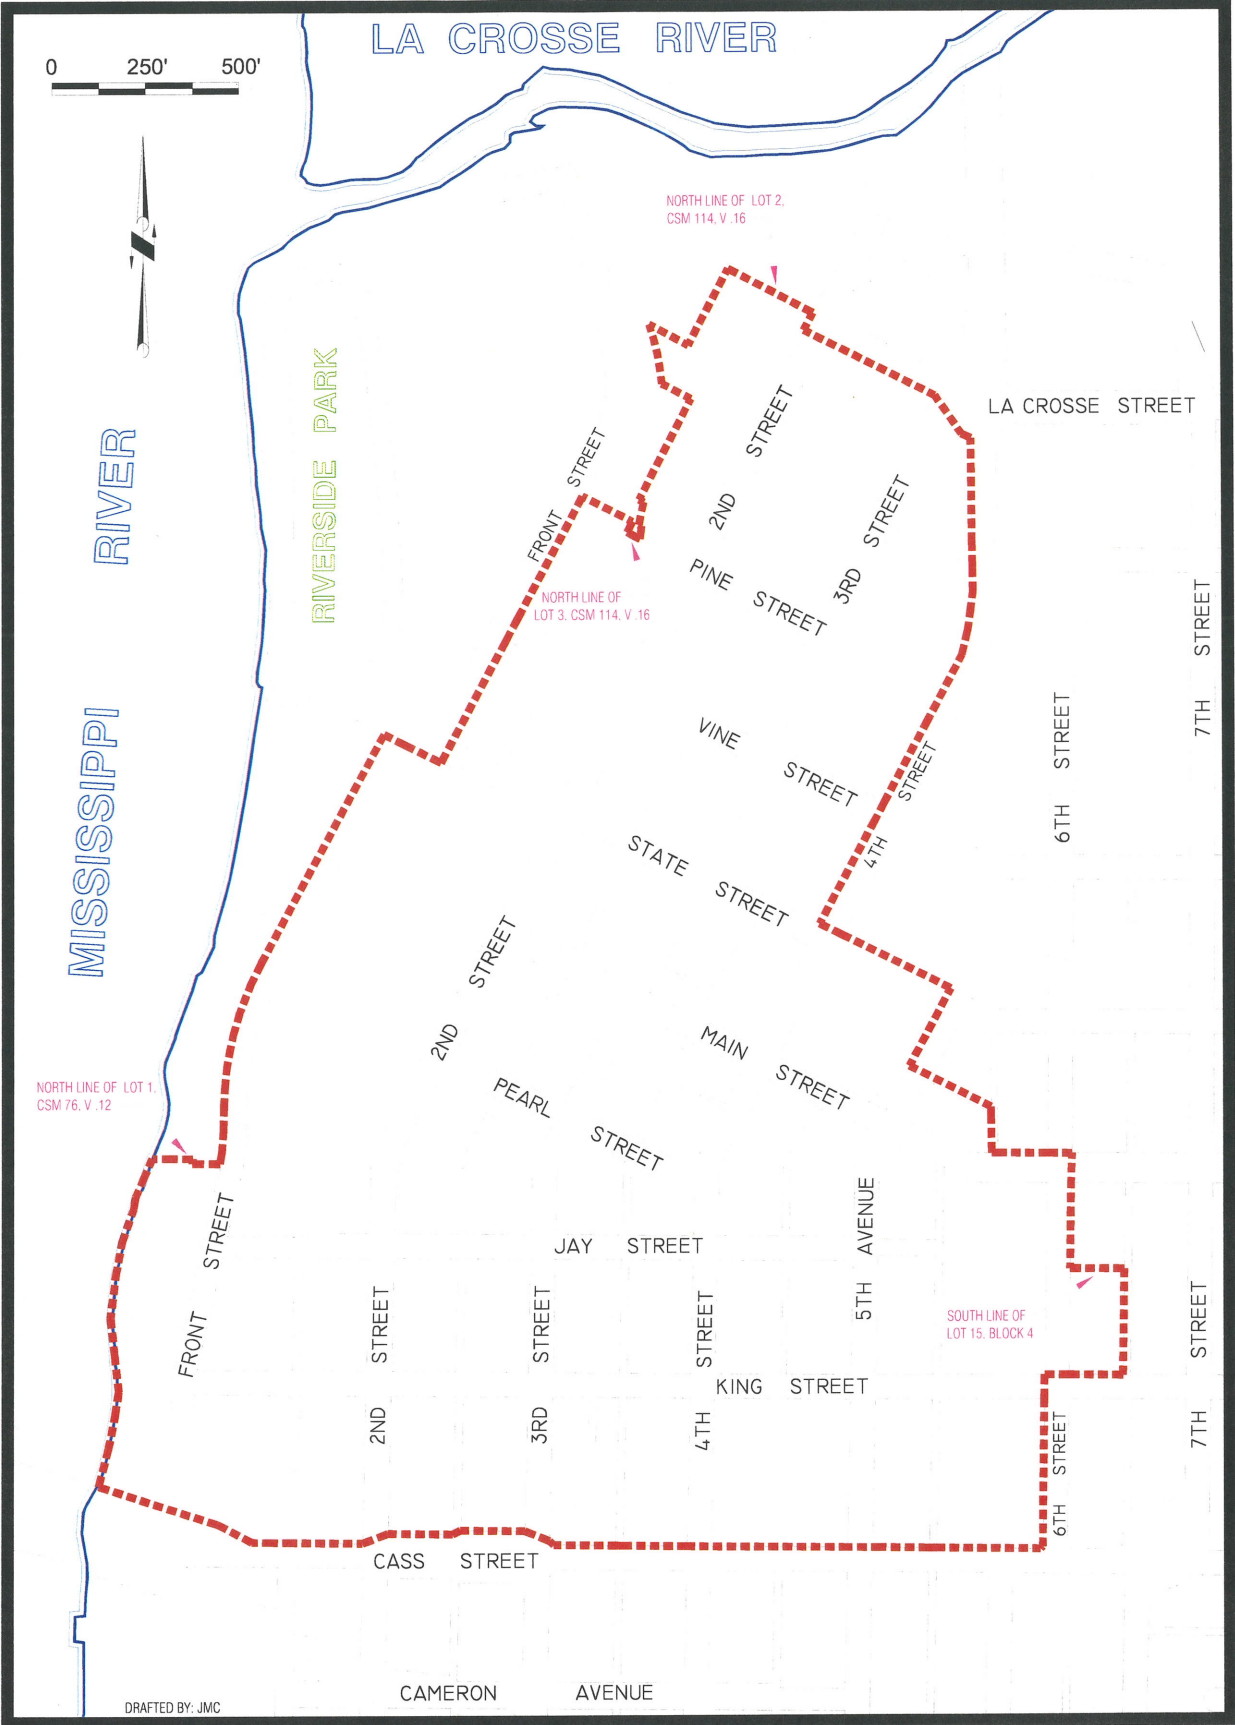 LA CROSSE RIVER
0 250' 500'
NORTH LINE OF LOT 2,
CSM 114, V .16
RIVERSIDE PARK
MISSISSIPPI RIVER
LA CROSSE STREET
FRONT STREET
2ND STREET
3RD STREET
NORTH LINE OF
LOT 3, CSM 114, V .16
PINE STREET
7TH STREET
6TH STREET
VINE STREET
4TH STREET
STATE STREET
2ND STREET
MAIN STREET
PEARL STREET
NORTH LINE OF LOT 1,
CSM 76, V .12
FRONT STREET
JAY STREET
5TH AVENUE
2ND STREET
3RD STREET
4TH STREET
SOUTH LINE OF
LOT 15, BLOCK 4
KING STREET
6TH STREET
7TH STREET
CASS STREET
CAMERON AVENUE
DRAFTED BY: JMC